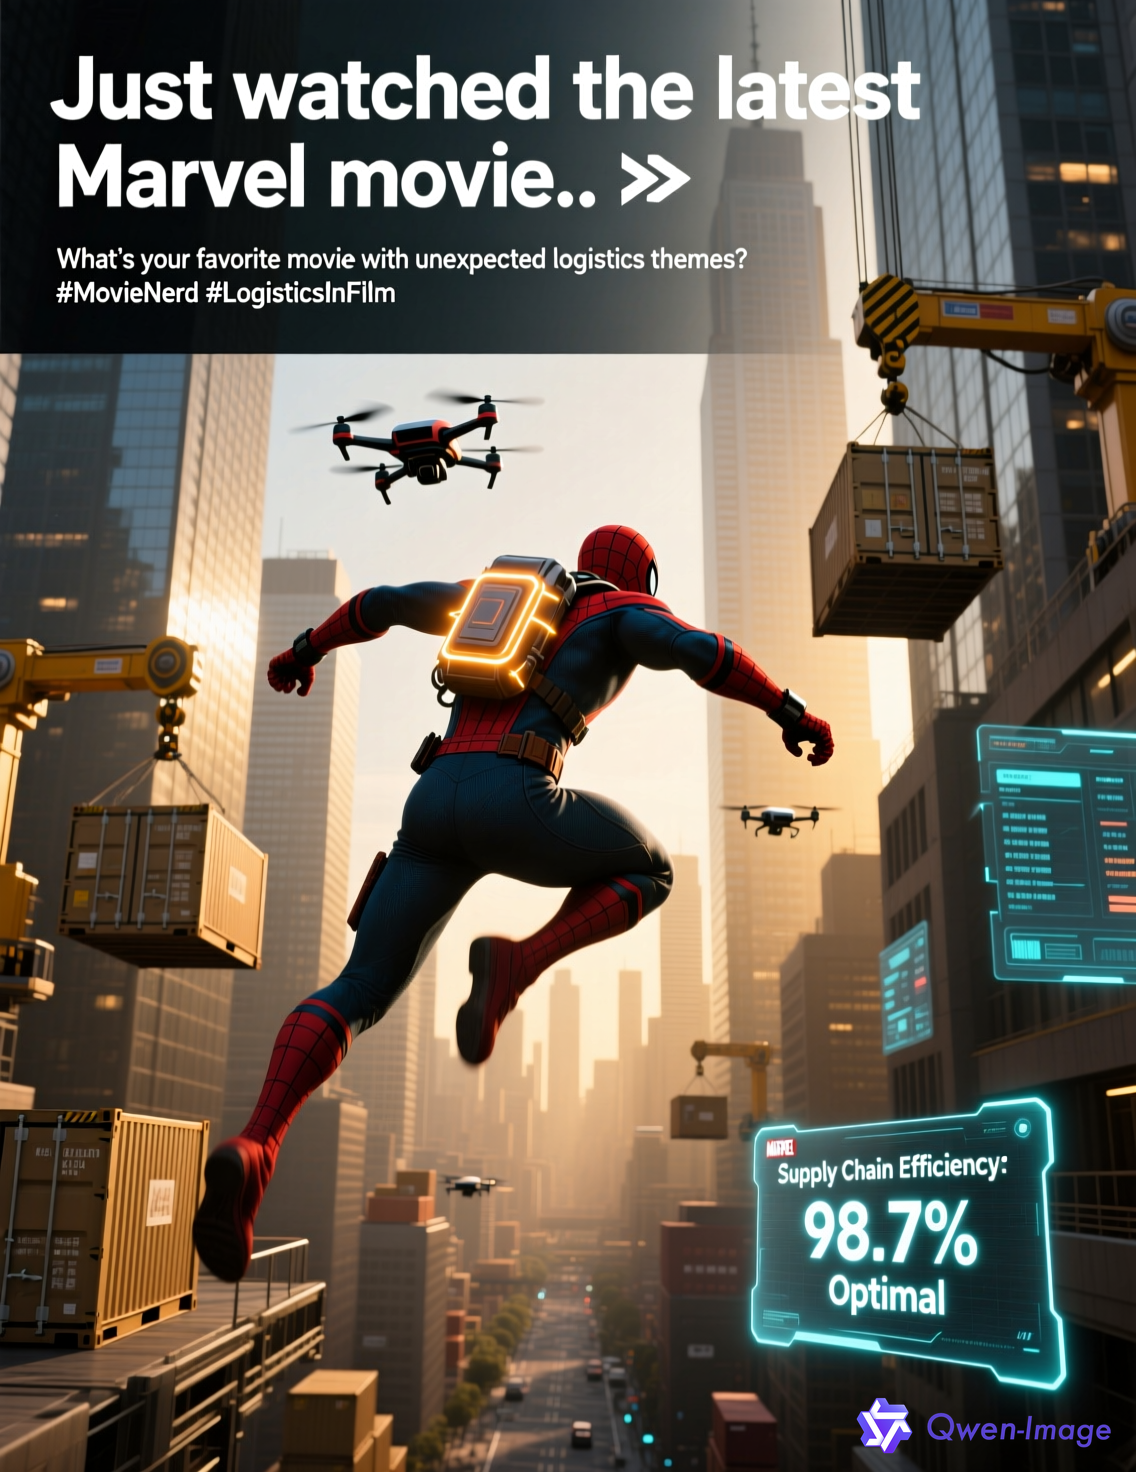 Just watched the latest
Marvel movie.. >>
What's your favorite movie with unexpected logistics themes?
#MovieNerd #LogisticsInFilm
MARVEL
Supply Chain Efficiency:
98.7%
Optimal
Qwen-Image